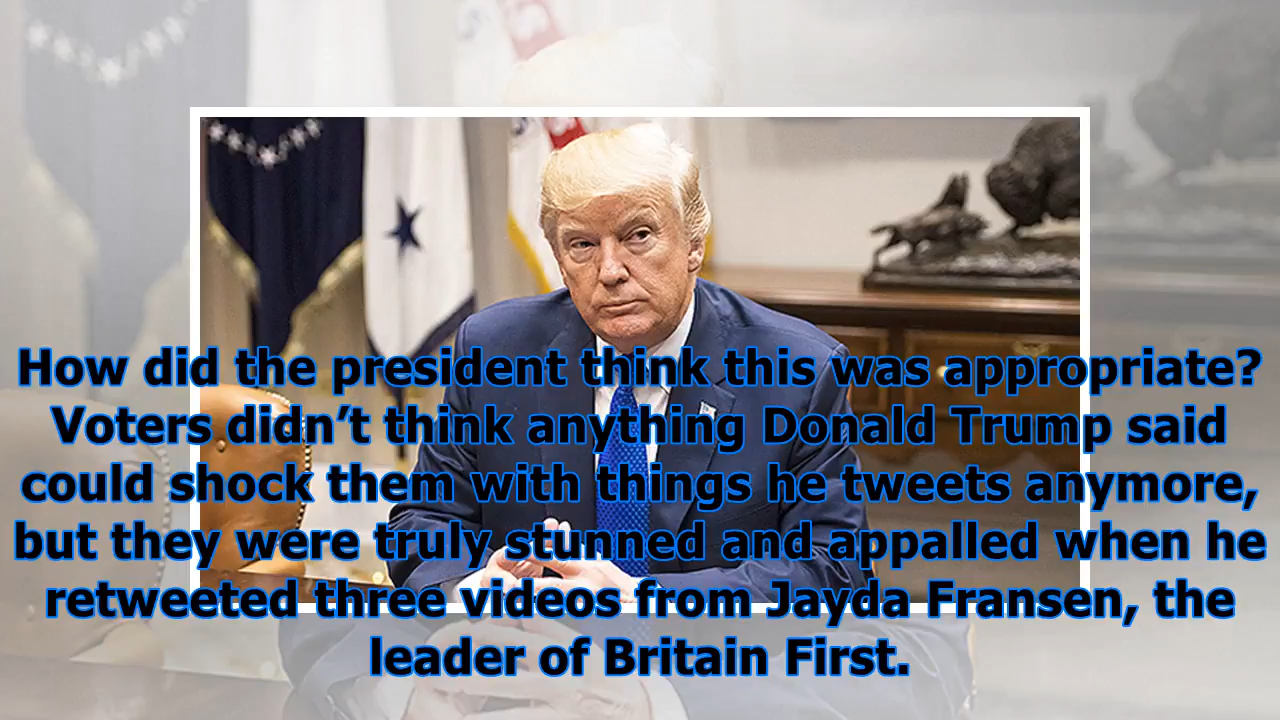 How did the president think this was appropriate?
Voters didn’t think anything Donald Trump said
could shock them with things he tweets anymore,
but they were truly stunned and appalled when he
retweeted three videos from Jayda Fransen, the
leader of Britain First.